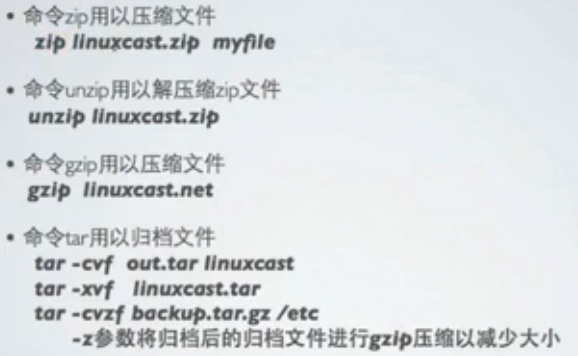 • 命令zip用以压缩文件
zip linuxcast.zip myfile
• 命令unzip用以解压缩zip文件
unzip linuxcast.zip
• 命令gzip用以压缩文件
gzip linuxcast.net
• 命令tar用以归档文件
tar -cvf out.tar linuxcast
tar -xvf linuxcast.tar
tar -cvzf backup.tar.gz /etc
-z参数将归档后的归档文件进行gzip压缩以减少大小